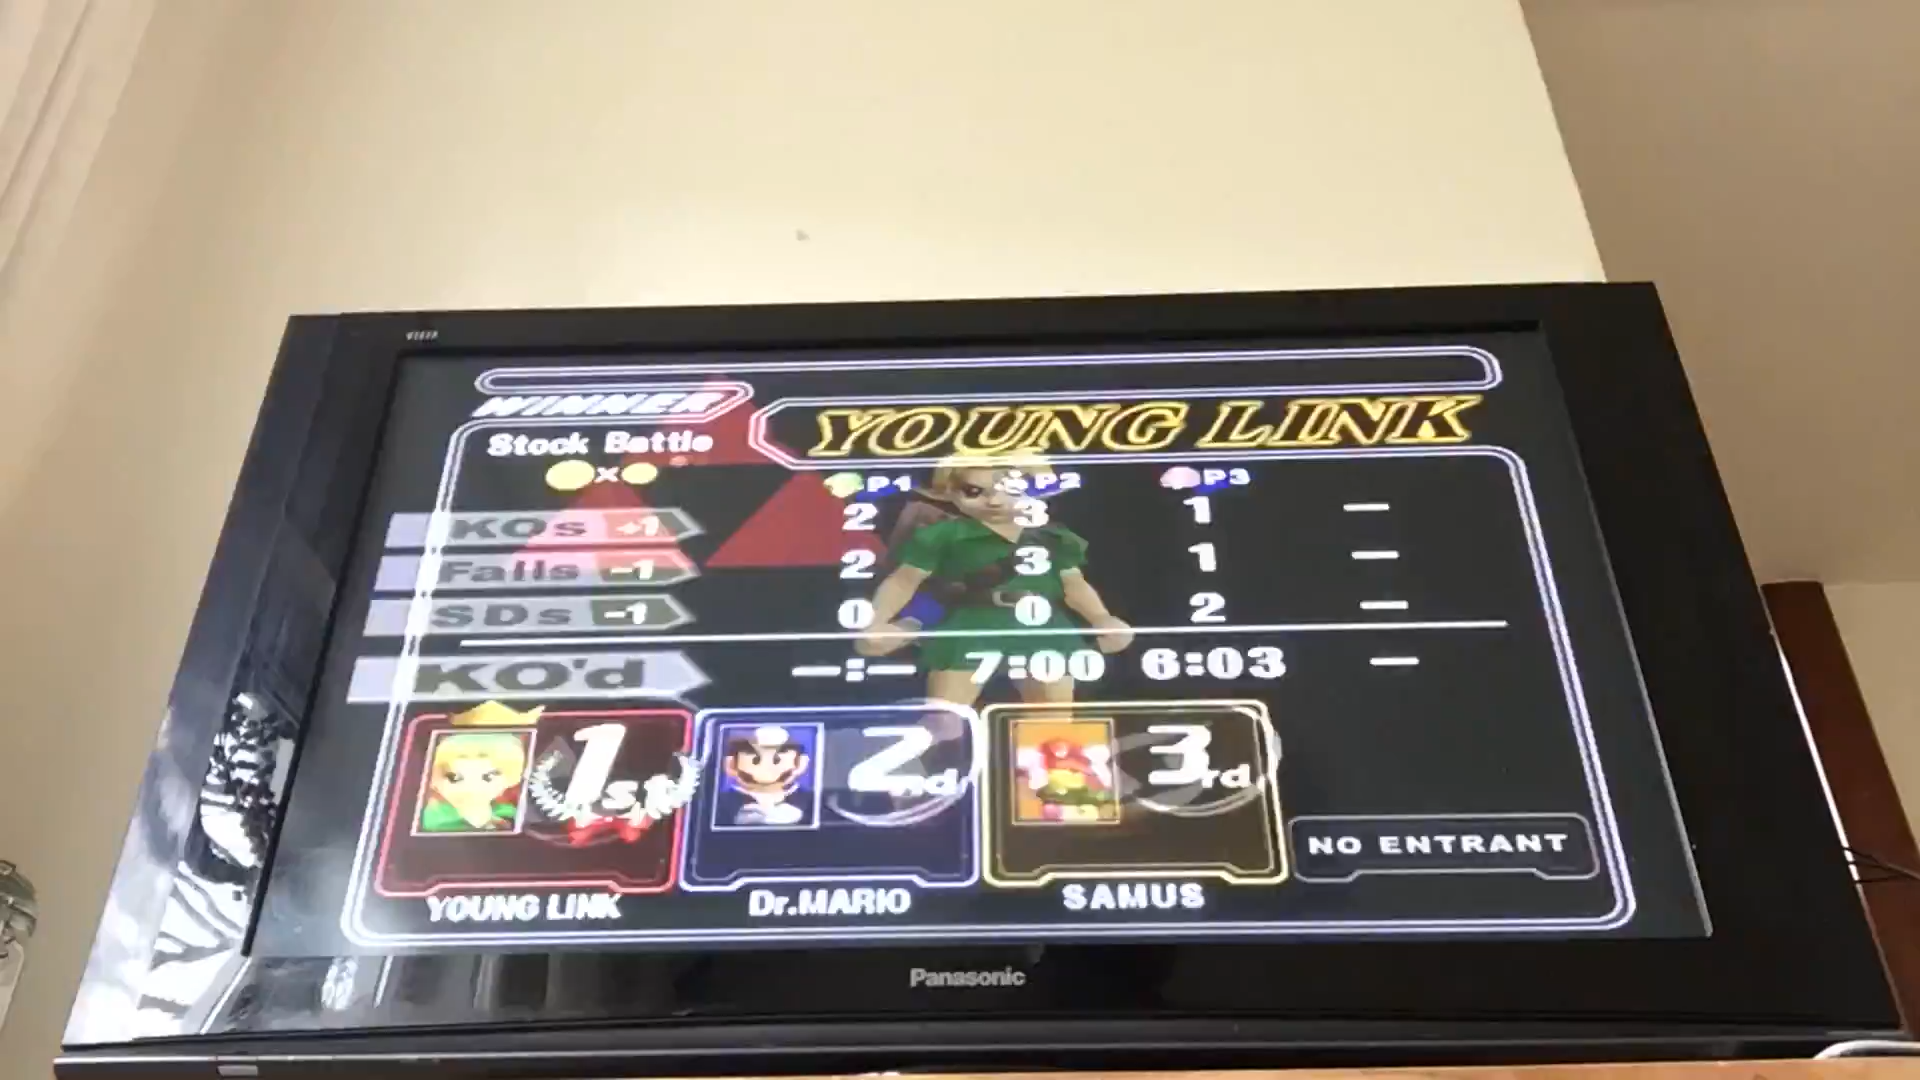 VIERA
WINNER
YOUNG LINK
Stock Battle
x
P1 P2 P3
KOs +1 2 3 1 —
Falls -1 2 3 1 —
SDs -1 0 0 2 —
KO'd —:— 7:00 6:03 —
1st 2nd 3rd
NO ENTRANT
YOUNG LINK Dr.MARIO SAMUS
Panasonic